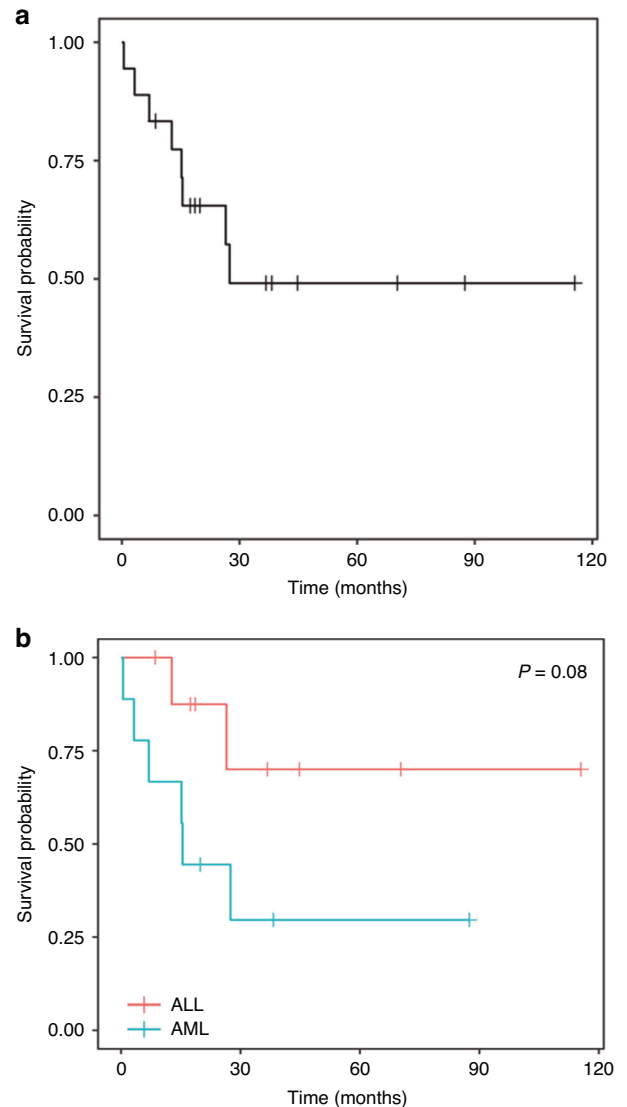 a
1.00
0.75
0.50
0.25
0.00
Survival probability
0 30 60 90 120
Time (months)
b
P = 0.08
1.00
0.75
0.50
0.25
0.00
Survival probability
ALL
AML
0 30 60 90 120
Time (months)